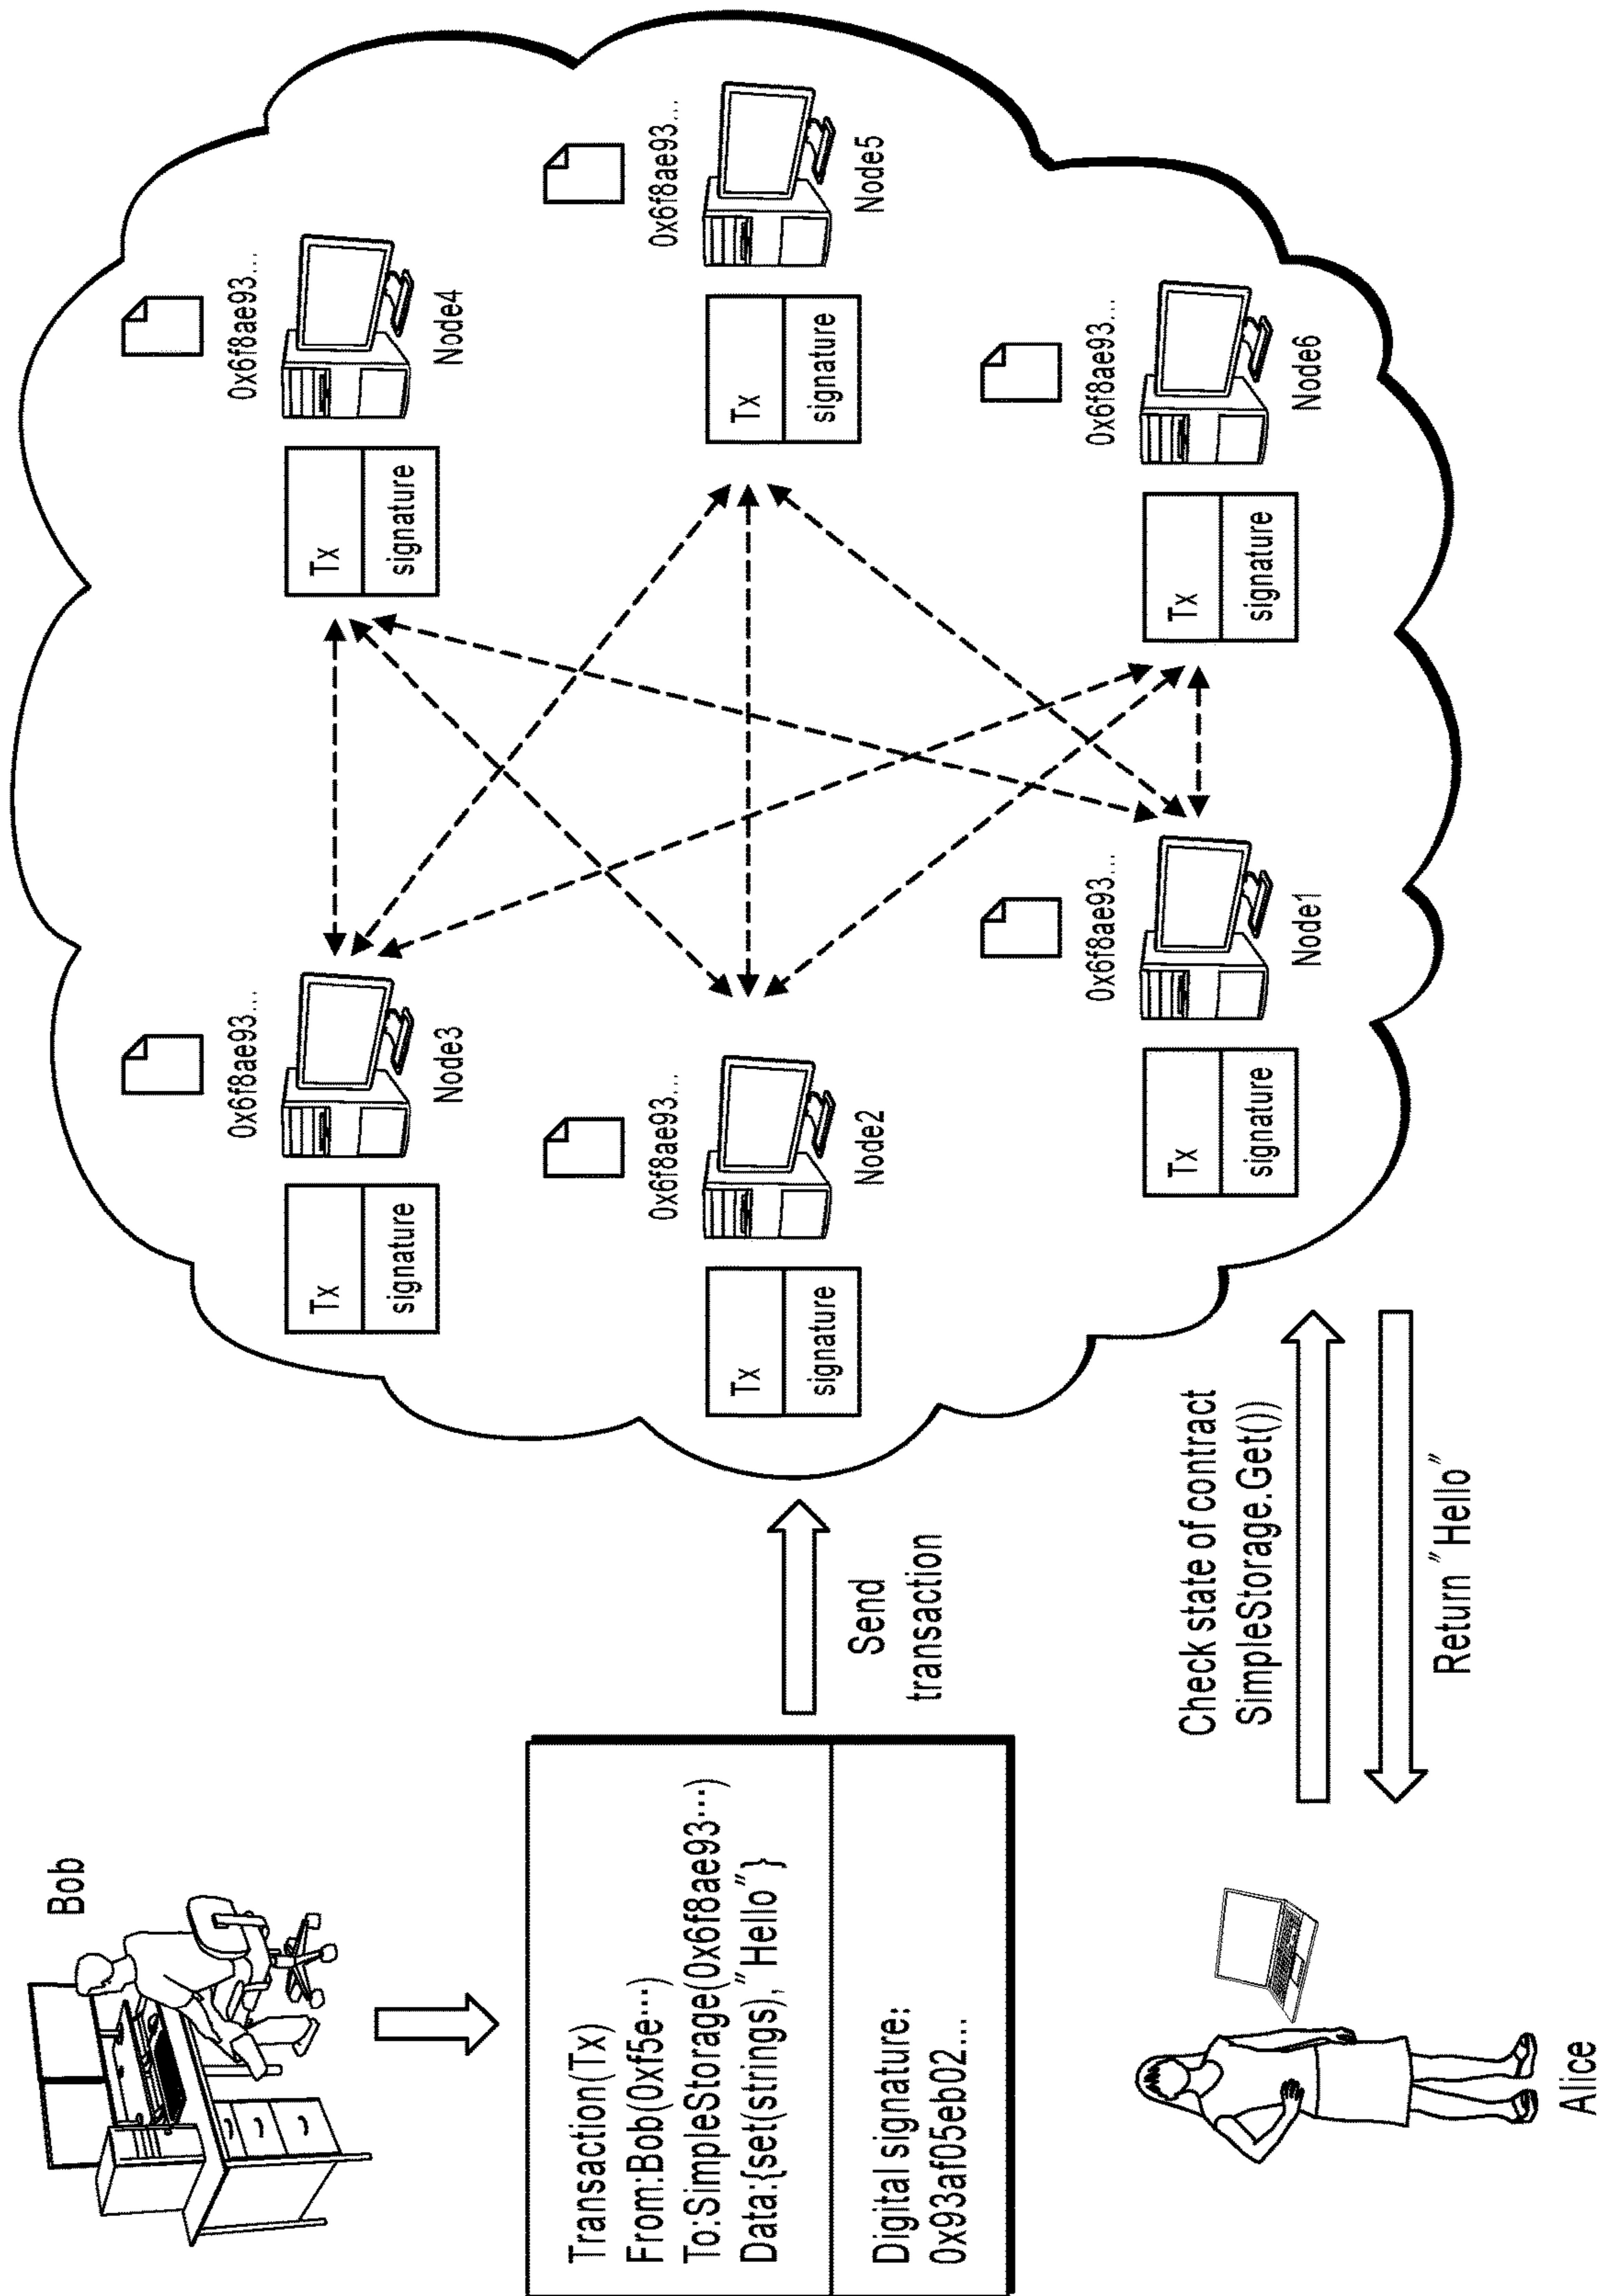 Bob
Transaction(Tx)
From:Bob(0xf5e···)
To:SimpleStorage(0x6f8ae93···)
Data:{set(strings),"Hello"}
Digital signature:
0x93af05eb02...
Send
transaction
Alice
Check state of contract
SimpleStorage.Get())
Return "Hello"
0x6f8ae93...
Tx
signature
Node3
0x6f8ae93...
Tx
signature
Node4
0x6f8ae93...
Tx
signature
Node2
0x6f8ae93...
Tx
signature
Node5
0x6f8ae93...
Tx
signature
Node1
0x6f8ae93...
Tx
signature
Node6